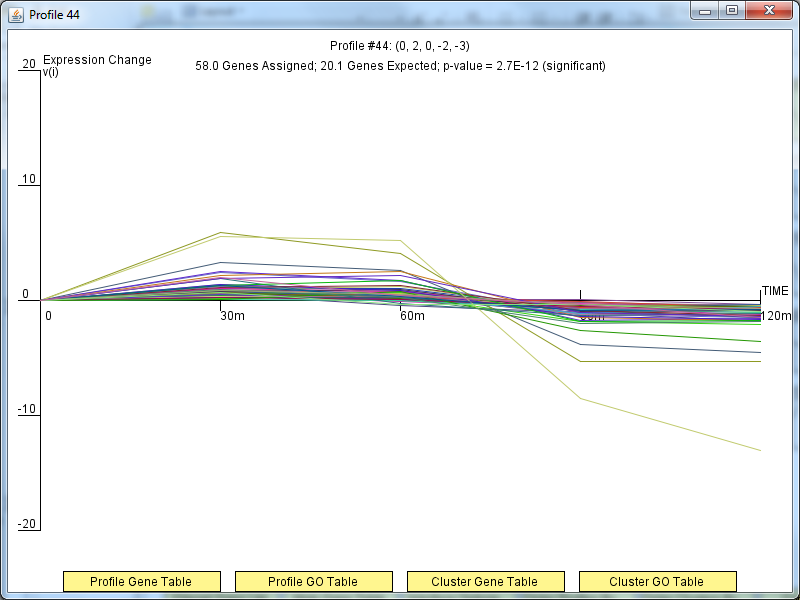 Profile 44
Profile #44: (0, 2, 0, -2, -3)
Expression Change
v(i)
58.0 Genes Assigned; 20.1 Genes Expected; p-value = 2.7E-12 (significant)
20
10
0
TIME
0 30m 60m 120m
-10
-20
Profile Gene Table Profile GO Table Cluster Gene Table Cluster GO Table